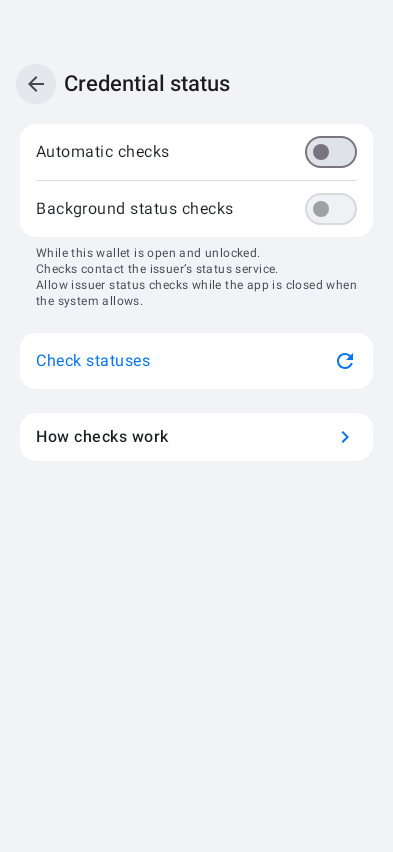 Credential status
Automatic checks
Background status checks
While this wallet is open and unlocked.
Checks contact the issuer’s status service.
Allow issuer status checks while the app is closed when
the system allows.
Check statuses
How checks work